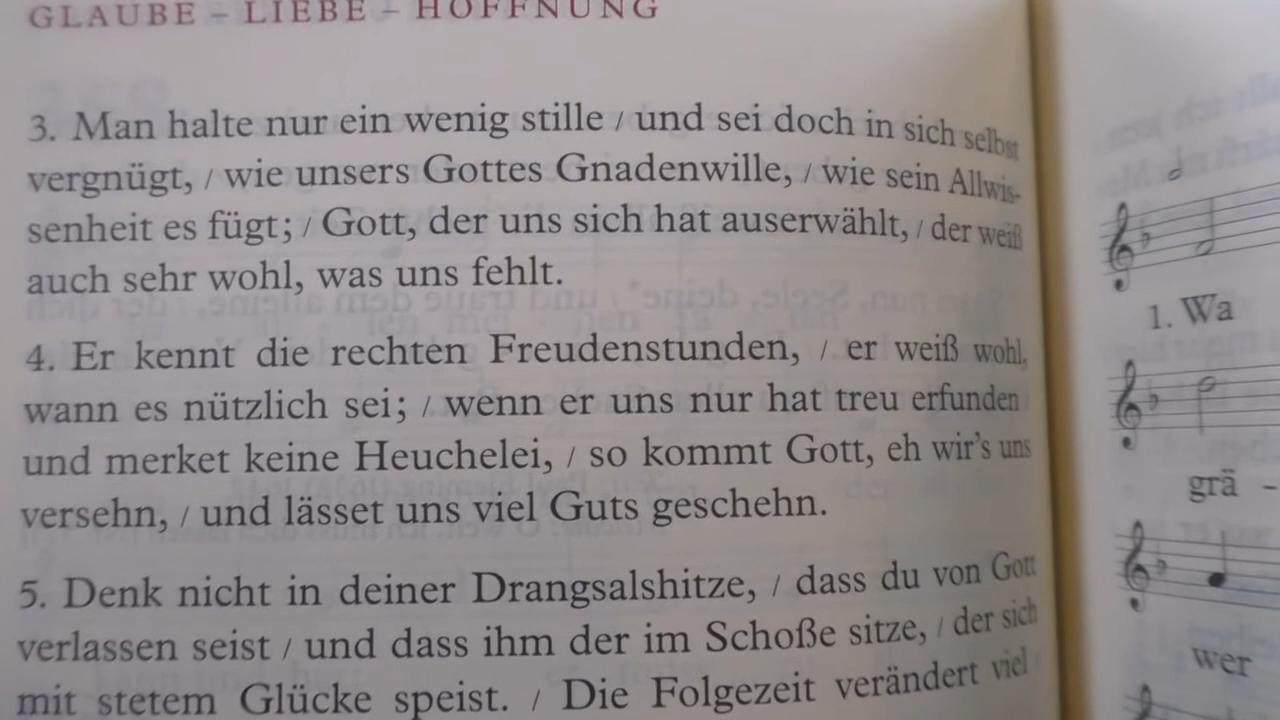 GLAUBE – LIEBE – HOFFNUNG
3. Man halte nur ein wenig stille / und sei doch in sich selbst
vergnügt, / wie unsers Gottes Gnadenwille, / wie sein Allwis-
senheit es fügt; / Gott, der uns sich hat auserwählt, / der weiß
auch sehr wohl, was uns fehlt.
4. Er kennt die rechten Freudenstunden, / er weiß wohl,
wann es nützlich sei; / wenn er uns nur hat treu erfunden
und merket keine Heuchelei, / so kommt Gott, eh wir's uns
versehn, / und lässet uns viel Guts geschehn.
5. Denk nicht in deiner Drangsalshitze, / dass du von Gott
verlassen seist / und dass ihm der im Schoße sitze, / der sich
mit stetem Glücke speist. / Die Folgezeit verändert viel
1. Wa
grä -
wer